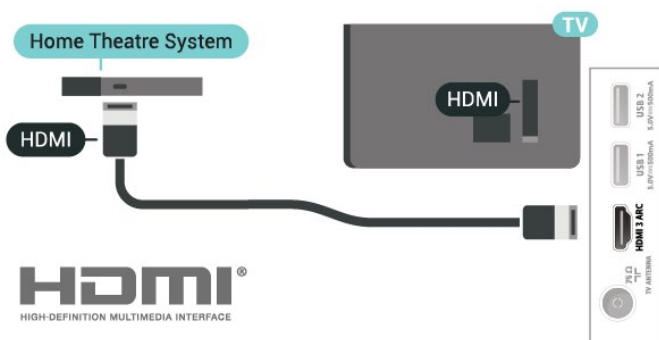 Home Theatre System
TV
HDMI
HDMI
USB 2
5.0V⎓500mA
USB 1
5.0V⎓500mA
HDMI 3 ARC
75 Ω
TV ANTENNA
HDMI®
HIGH-DEFINITION MULTIMEDIA INTERFACE